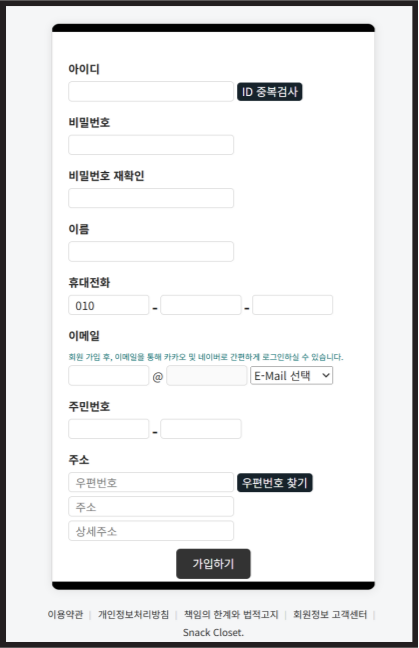 아이디
ID 중복검사
비밀번호
비밀번호 재확인
이름
휴대전화
010 - -
이메일
회원 가입 후, 이메일을 통해 카카오 및 네이버로 간편하게 로그인하실 수 있습니다.
@ E-Mail 선택
주민번호
-
주소
우편번호 우편번호 찾기
주소
상세주소
가입하기
이용약관 | 개인정보처리방침 | 책임의 한계와 법적고지 | 회원정보 고객센터 |
Snack Closet.